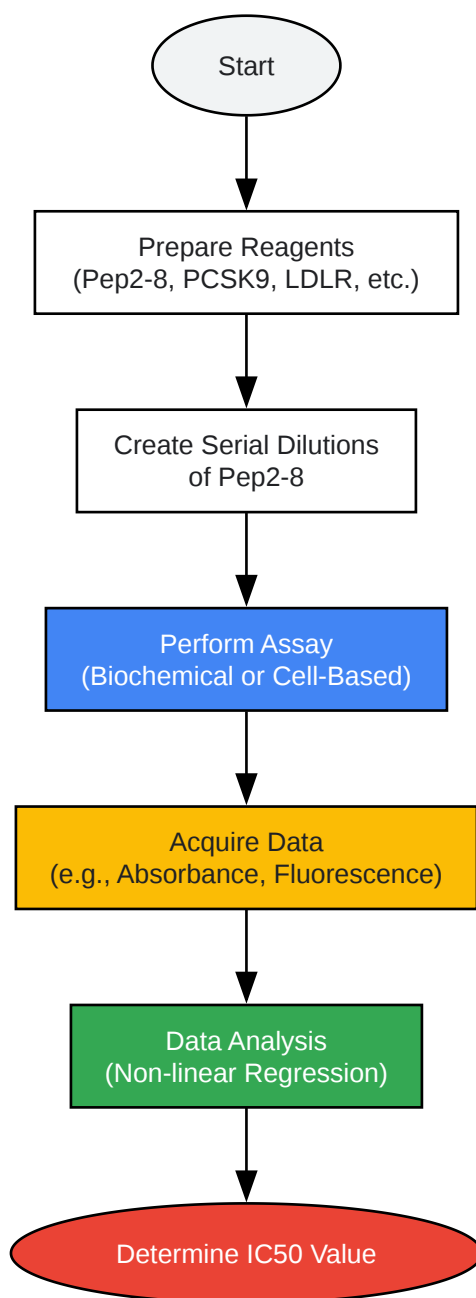 Start
Prepare Reagents
(Pep2-8, PCSK9, LDLR, etc.)
Create Serial Dilutions
of Pep2-8
Perform Assay
(Biochemical or Cell-Based)
Acquire Data
(e.g., Absorbance, Fluorescence)
Data Analysis
(Non-linear Regression)
Determine IC50 Value